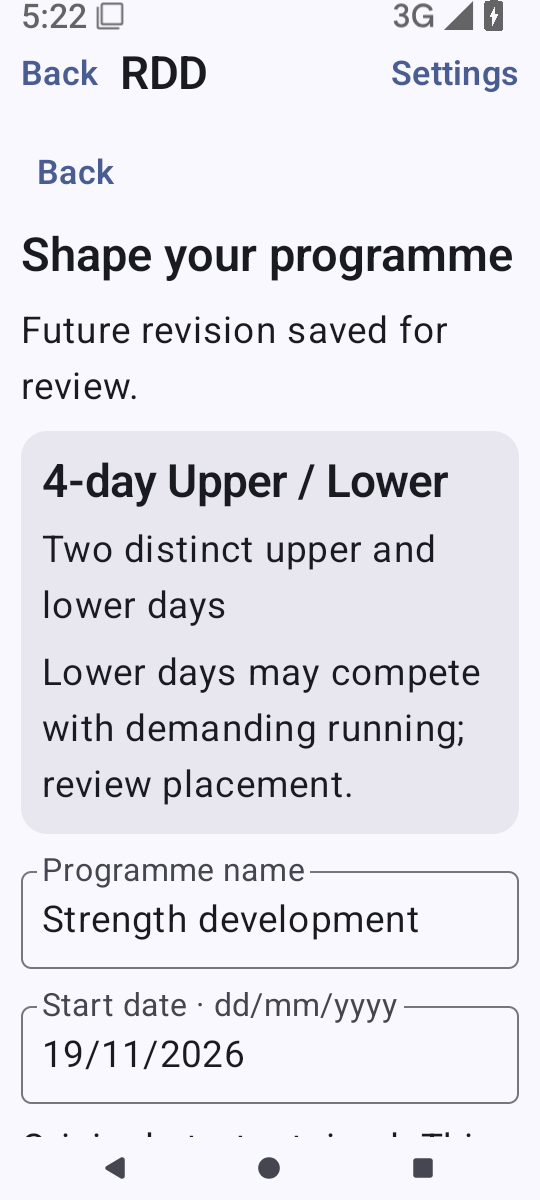 5:22 3G
Back RDD Settings
Back
Shape your programme
Future revision saved for
review.
4-day Upper / Lower
Two distinct upper and
lower days
Lower days may compete
with demanding running;
review placement.
Programme name
Strength development
Start date · dd/mm/yyyy
19/11/2026